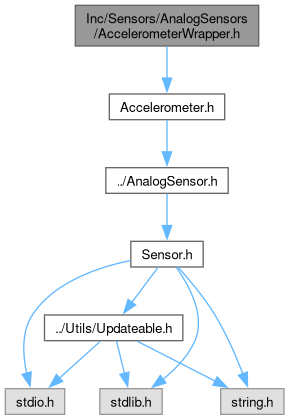 Inc/Sensors/AnalogSensors
/AccelerometerWrapper.h
Accelerometer.h
../AnalogSensor.h
Sensor.h
../Utils/Updateable.h
stdio.h
stdlib.h
string.h